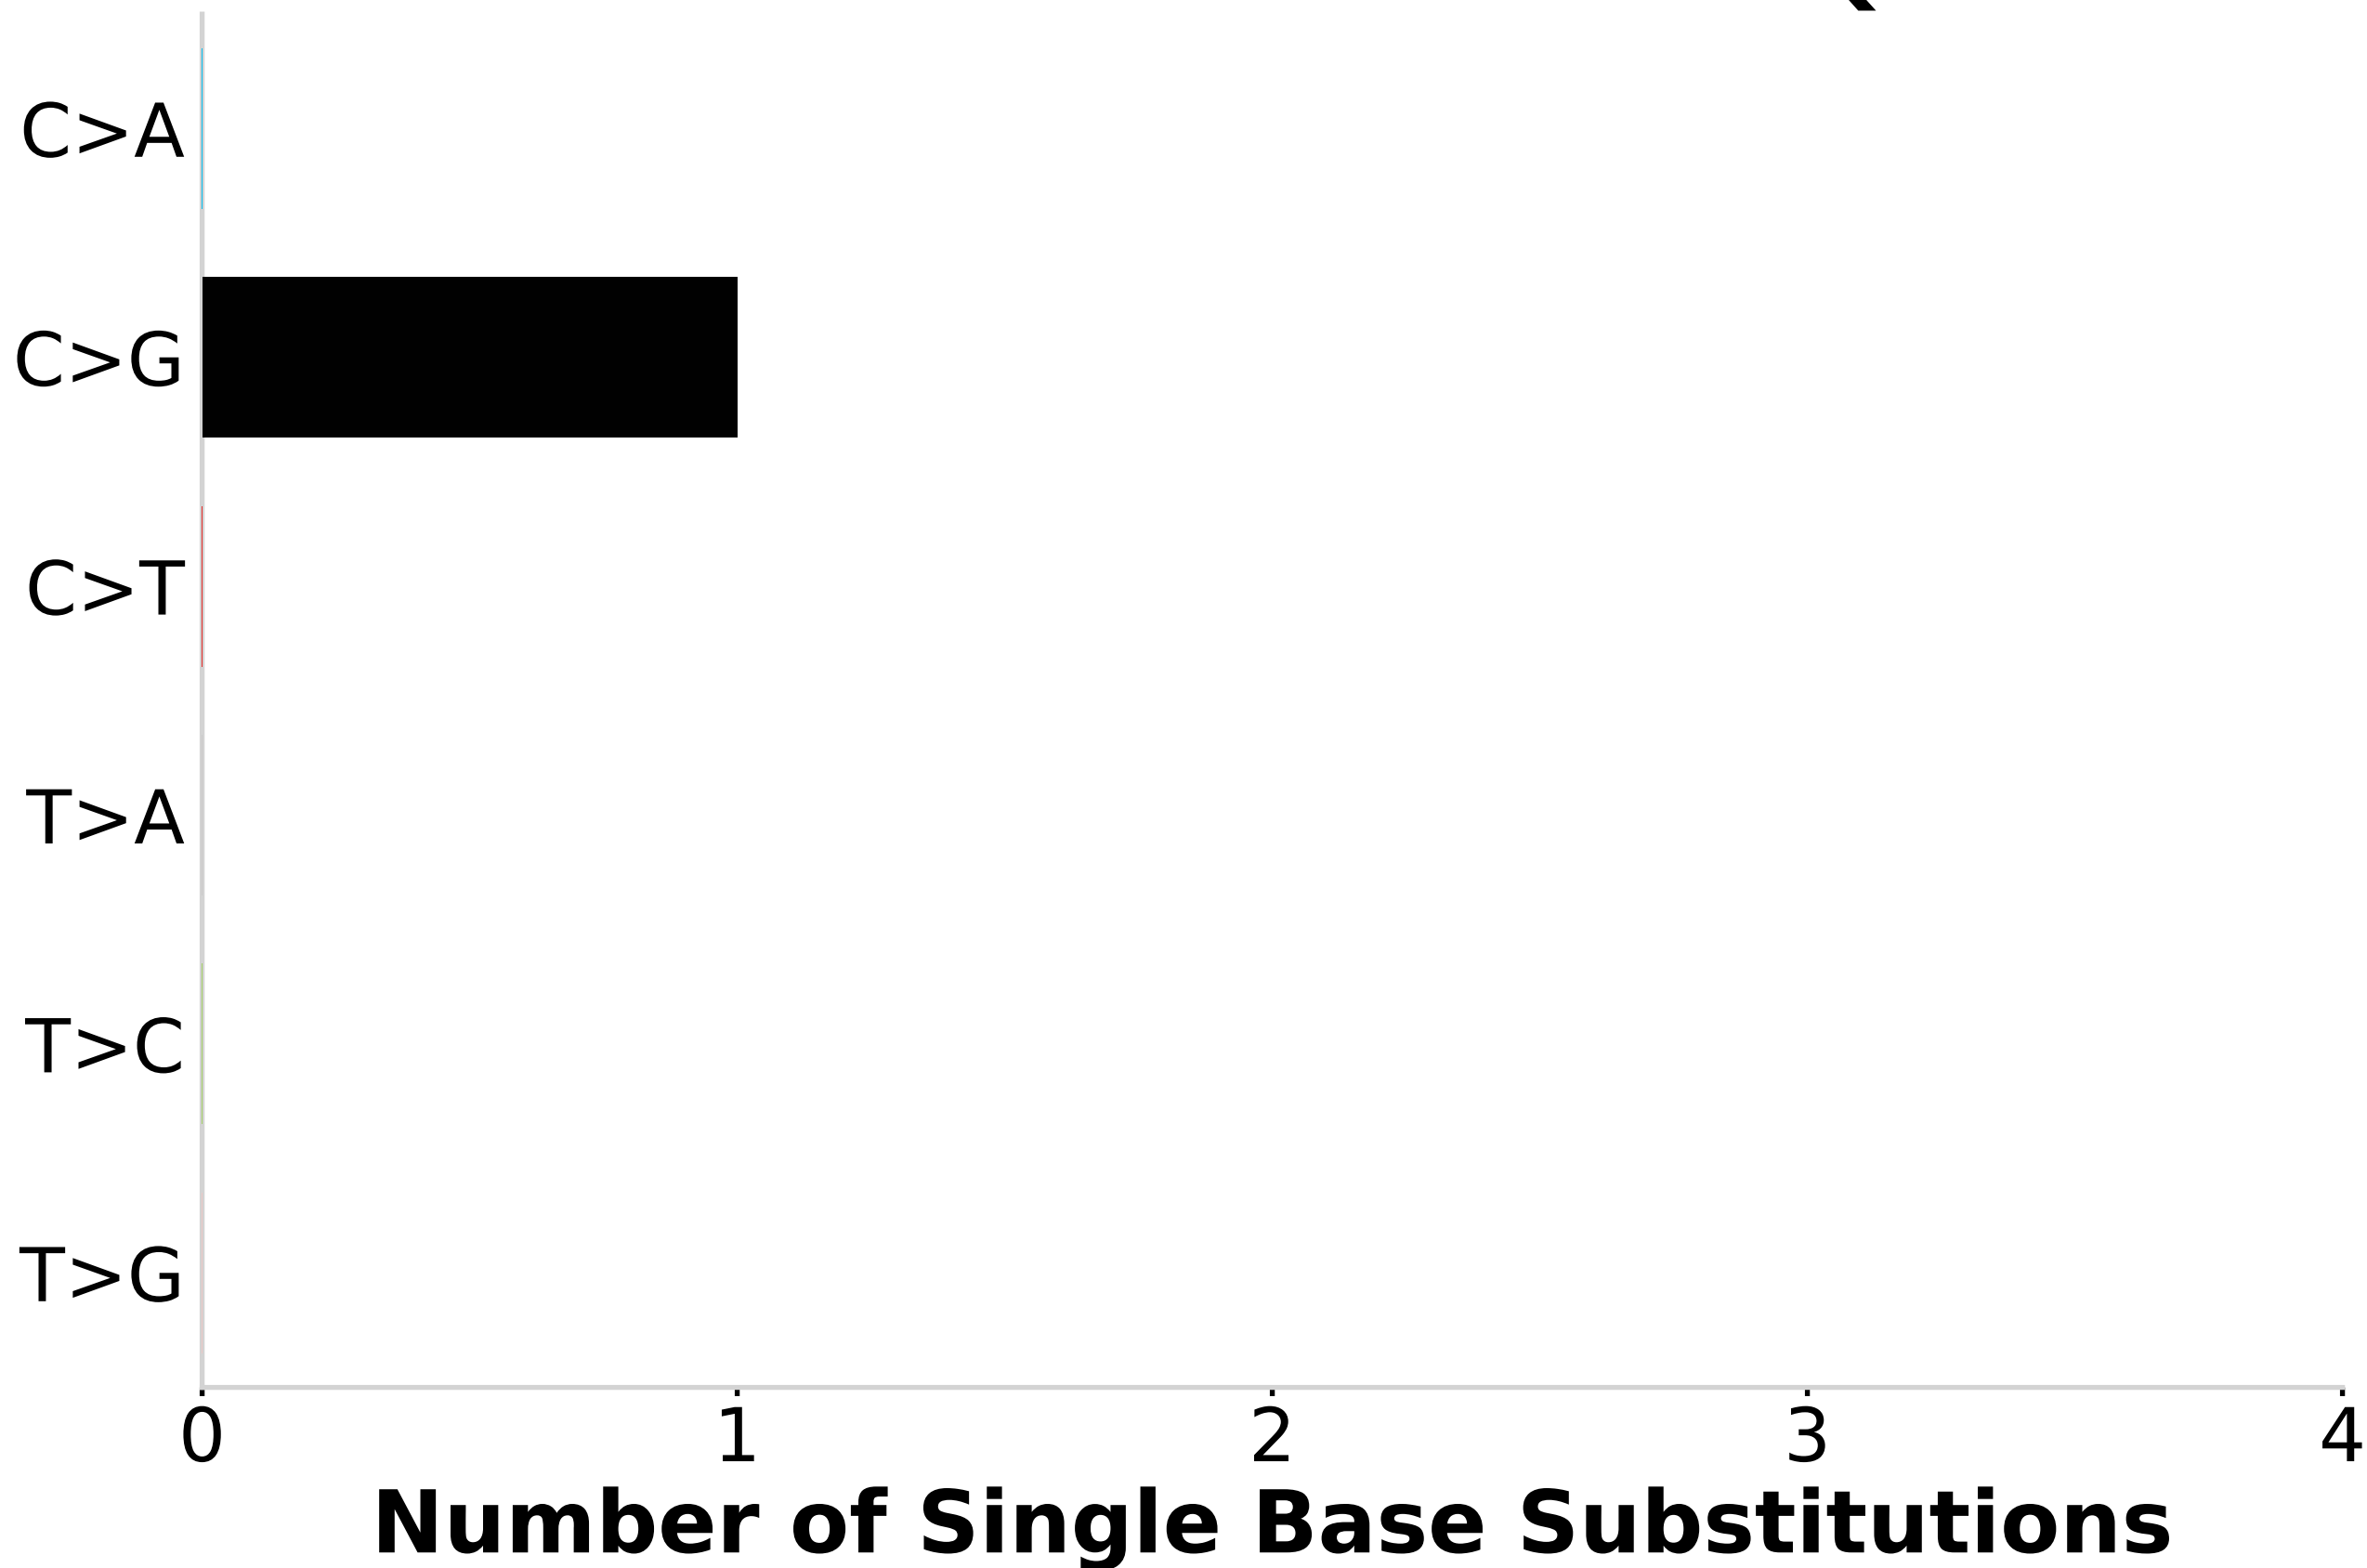 C>A
C>G
C>T
T>A
T>C
T>G
0 1 2 3 4
Number of Single Base Substitutions